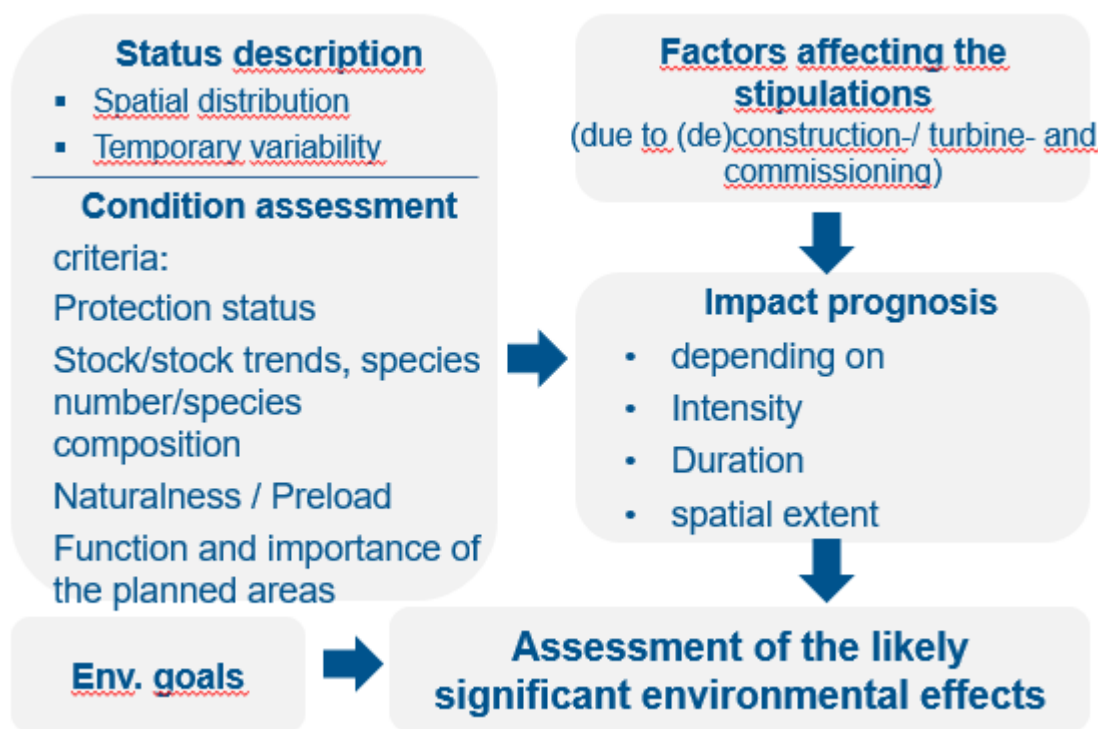 Status description
▪ Spatial distribution
▪ Temporary variability
Condition assessment
criteria:
Protection status
Stock/stock trends, species
number/species
composition
Naturalness / Preload
Function and importance of
the planned areas
Env. goals
Factors affecting the
stipulations
(due to (de)construction-/ turbine- and
commissioning)
Impact prognosis
• depending on
• Intensity
• Duration
• spatial extent
Assessment of the likely
significant environmental effects